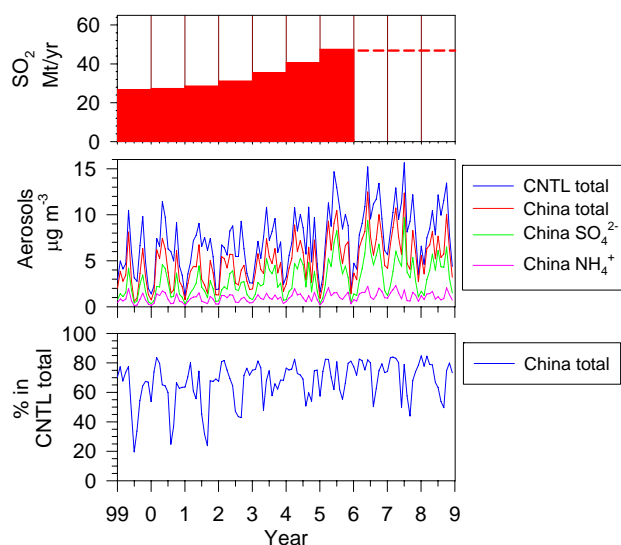 60
40
20
0
SO₂
Mt/yr
15
10
5
0
Aerosols
µg m⁻³
CNTL total
China total
China SO₄²⁻
China NH₄⁺
100
80
60
40
20
0
% in
CNTL total
China total
99 0 1 2 3 4 5 6 7 8 9
Year